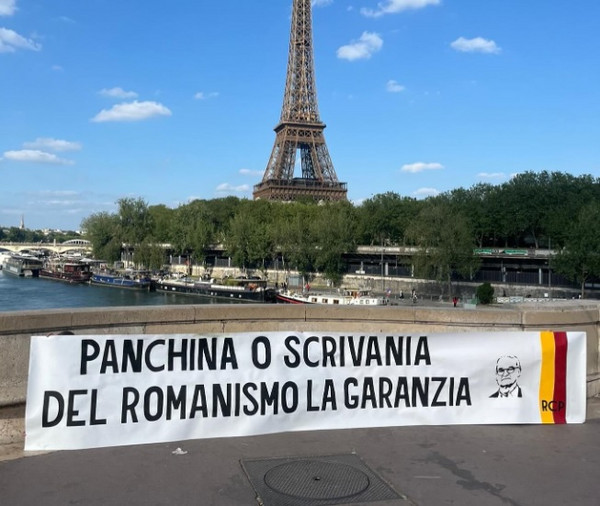 PANCHINA O SCRIVANIA
DEL ROMANISMO LA GARANZIA
RCP